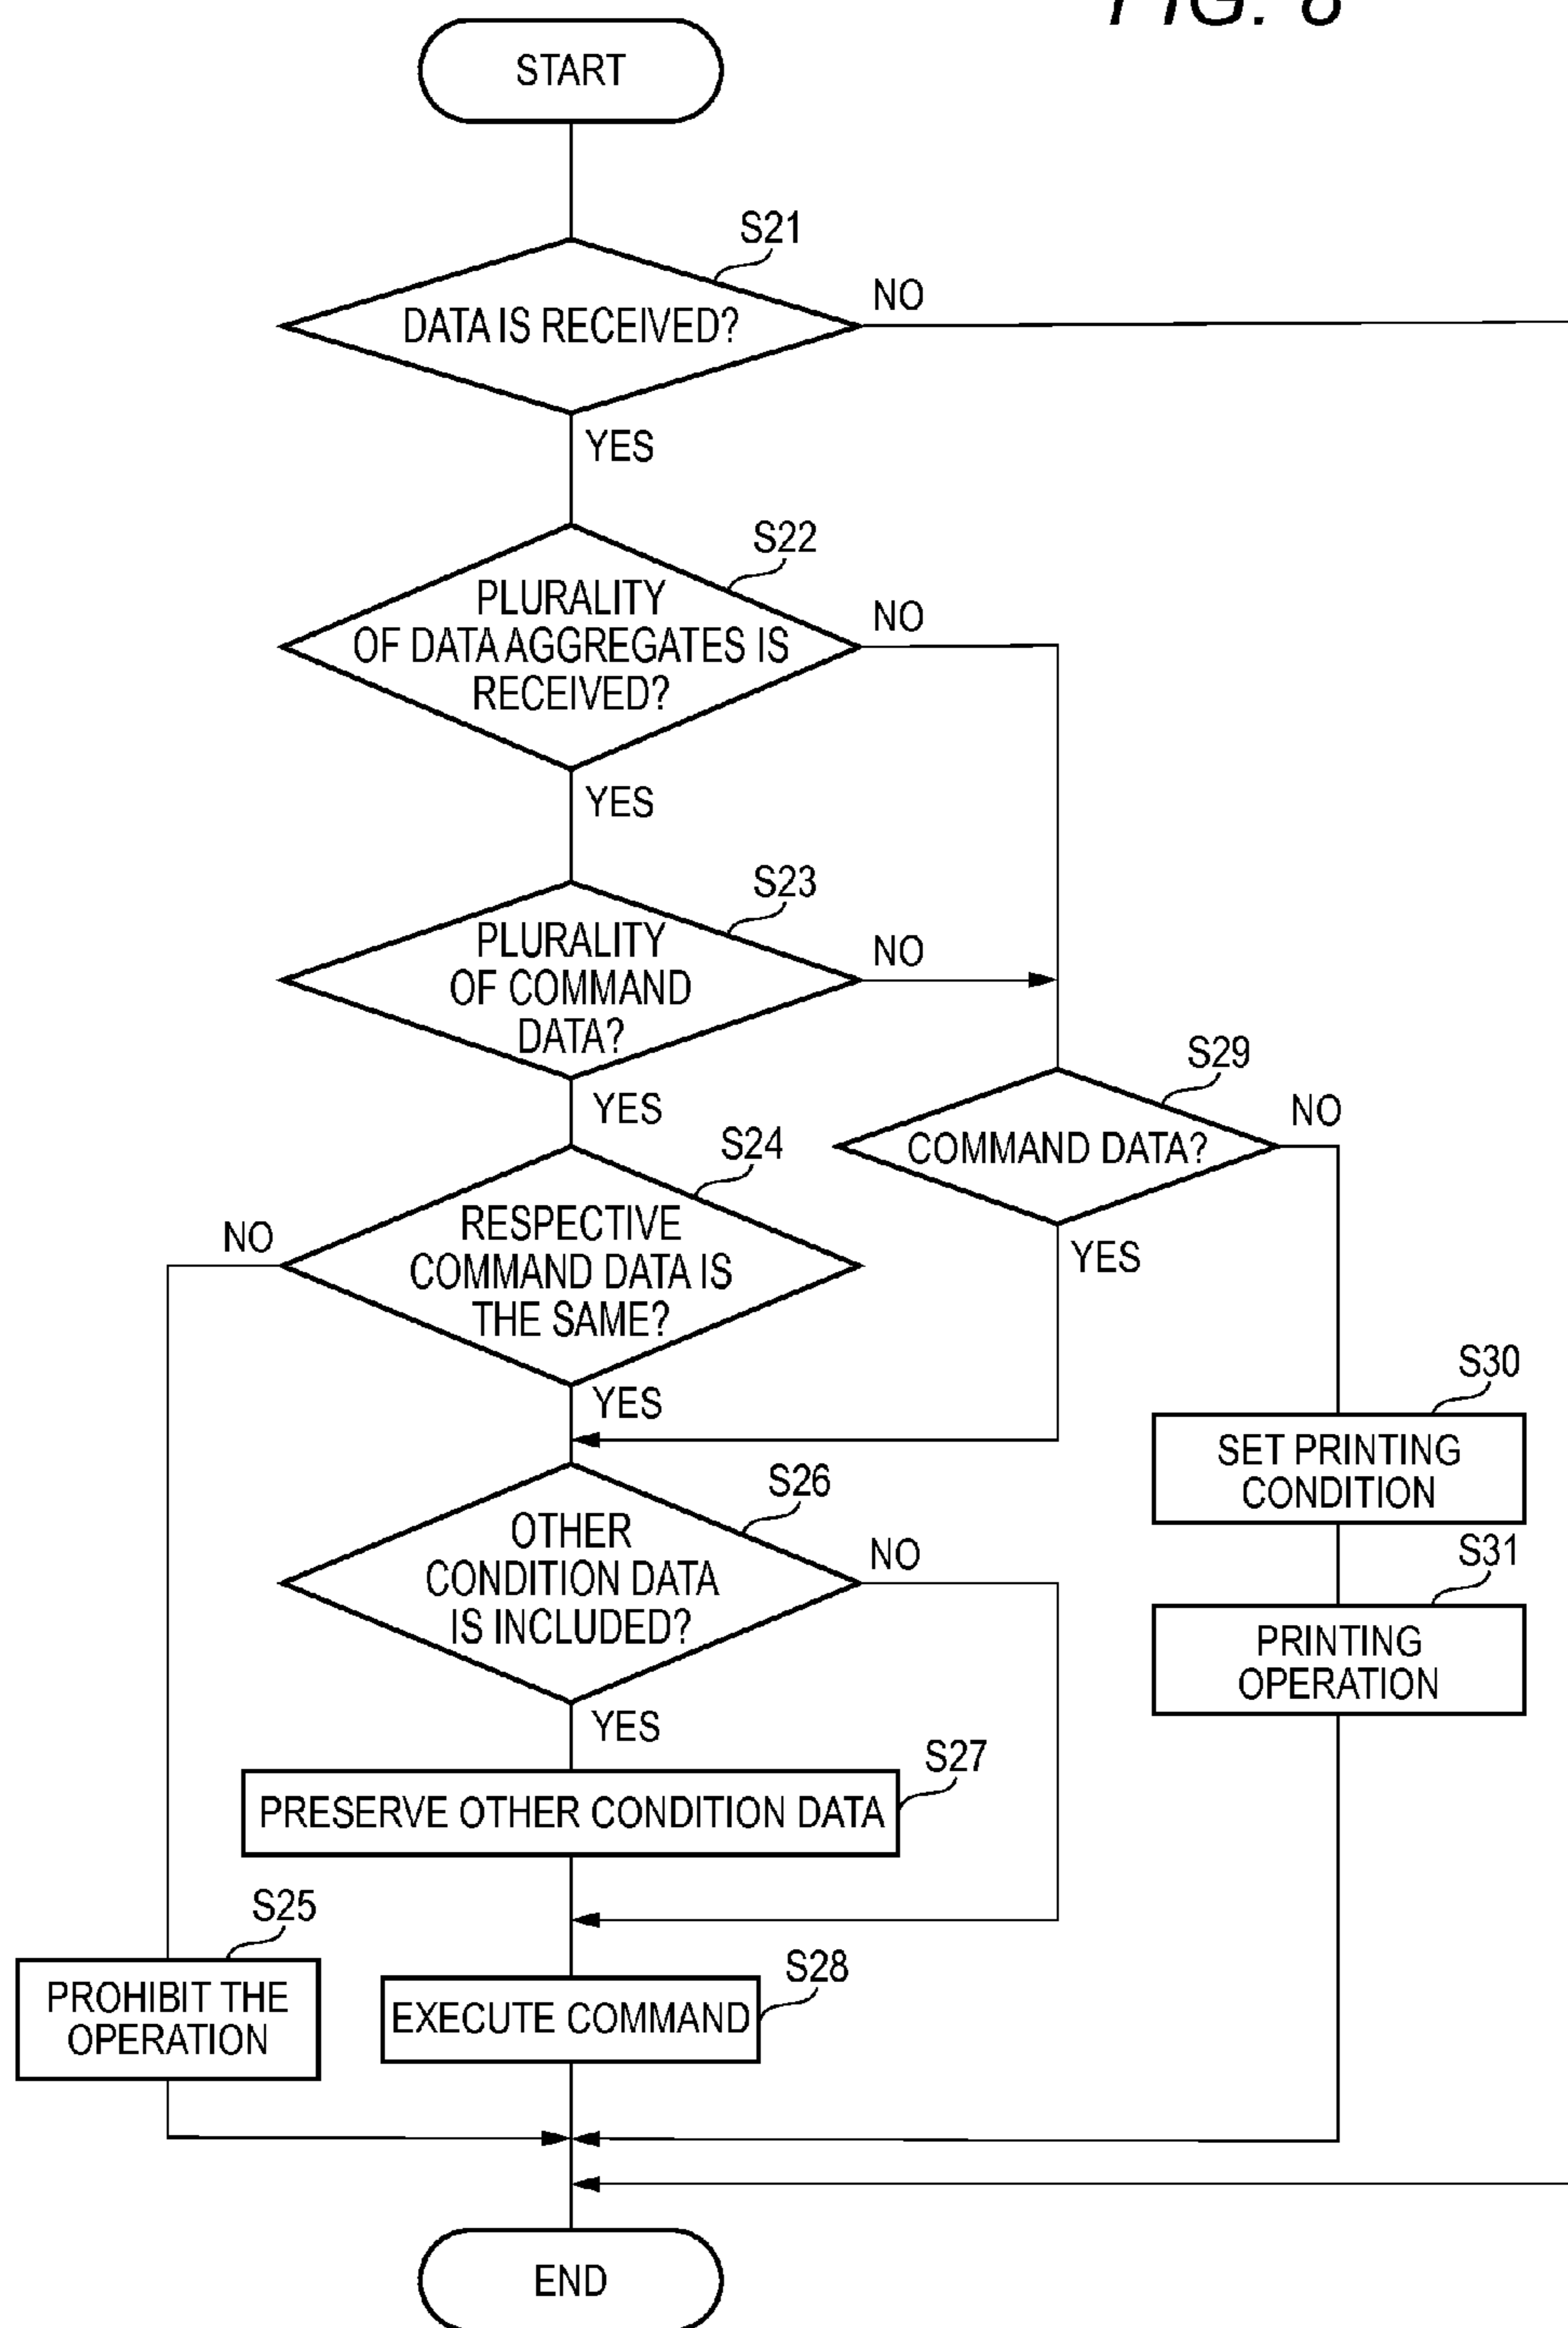 FIG. 8
START
S21
DATA IS RECEIVED?
NO
YES
S22
PLURALITY
OF DATA AGGREGATES IS
RECEIVED?
NO
YES
S23
PLURALITY
OF COMMAND
DATA?
NO
YES
S29
COMMAND DATA?
NO
YES
S24
RESPECTIVE
COMMAND DATA IS
THE SAME?
NO
YES
S30
SET PRINTING
CONDITION
S26
OTHER
CONDITION DATA
IS INCLUDED?
NO
YES
S31
PRINTING
OPERATION
S27
PRESERVE OTHER CONDITION DATA
S25
PROHIBIT THE
OPERATION
S28
EXECUTE COMMAND
END